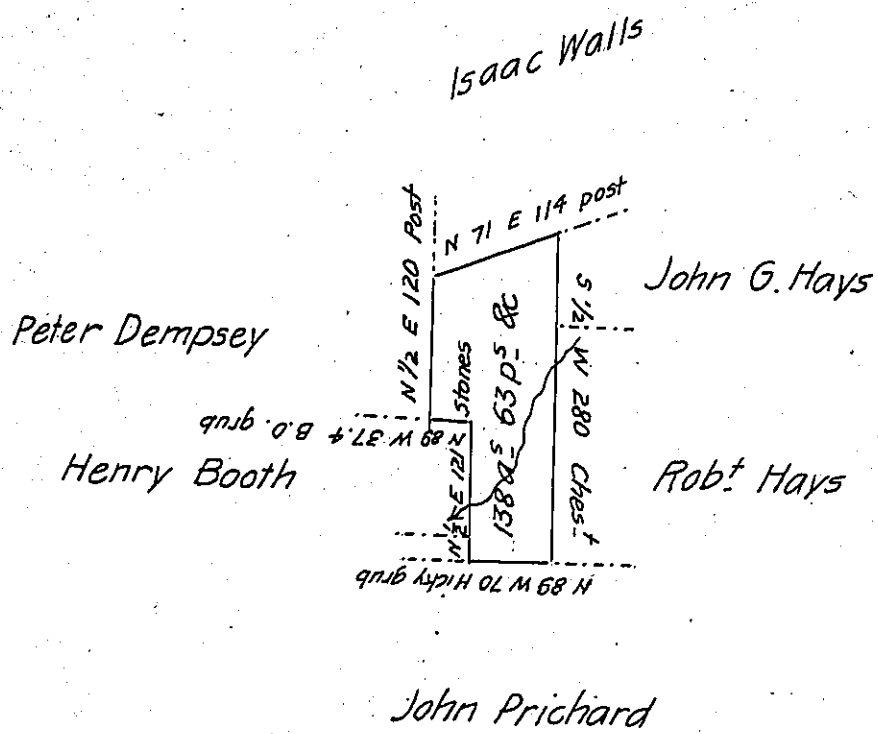 Isaac Walls
N 71 E 114 post
N ½ E 120 Post
John G. Hays
S ½ W 280 Chest
Peter Dempsey
Stones
138 aˢ 63 pˢ &c
N 89 W 37.4 B.O. grub
Henry Booth
N ½ E 121
Robᵗ Hays
N 89 W 70 Hicky grub
John Prichard